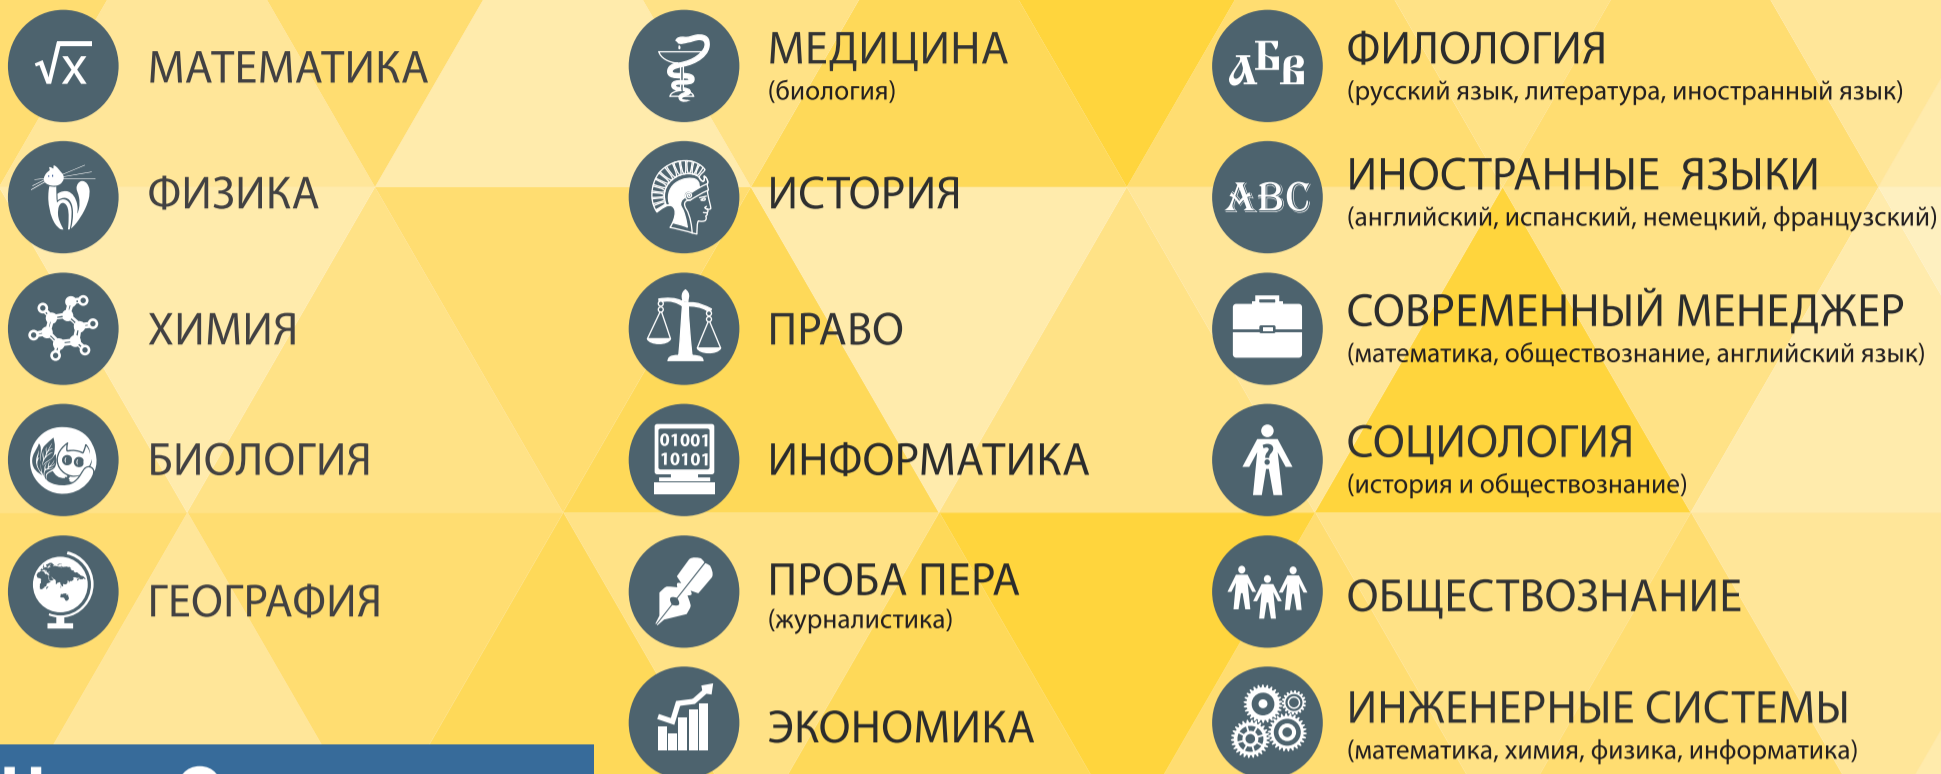 √x
МАТЕМАТИКА
ФИЗИКА
ХИМИЯ
БИОЛОГИЯ
ГЕОГРАФИЯ
МЕДИЦИНА
(биология)
ИСТОРИЯ
ПРАВО
01001
10101
ИНФОРМАТИКА
ПРОБА ПЕРА
(журналистика)
ЭКОНОМИКА
АБВ
ФИЛОЛОГИЯ
(русский язык, литература, иностранный язык)
ABC
ИНОСТРАННЫЕ ЯЗЫКИ
(английский, испанский, немецкий, французский)
СОВРЕМЕННЫЙ МЕНЕДЖЕР
(математика, обществознание, английский язык)
?
СОЦИОЛОГИЯ
(история и обществознание)
ОБЩЕСТВОЗНАНИЕ
ИНЖЕНЕРНЫЕ СИСТЕМЫ
(математика, химия, физика, информатика)